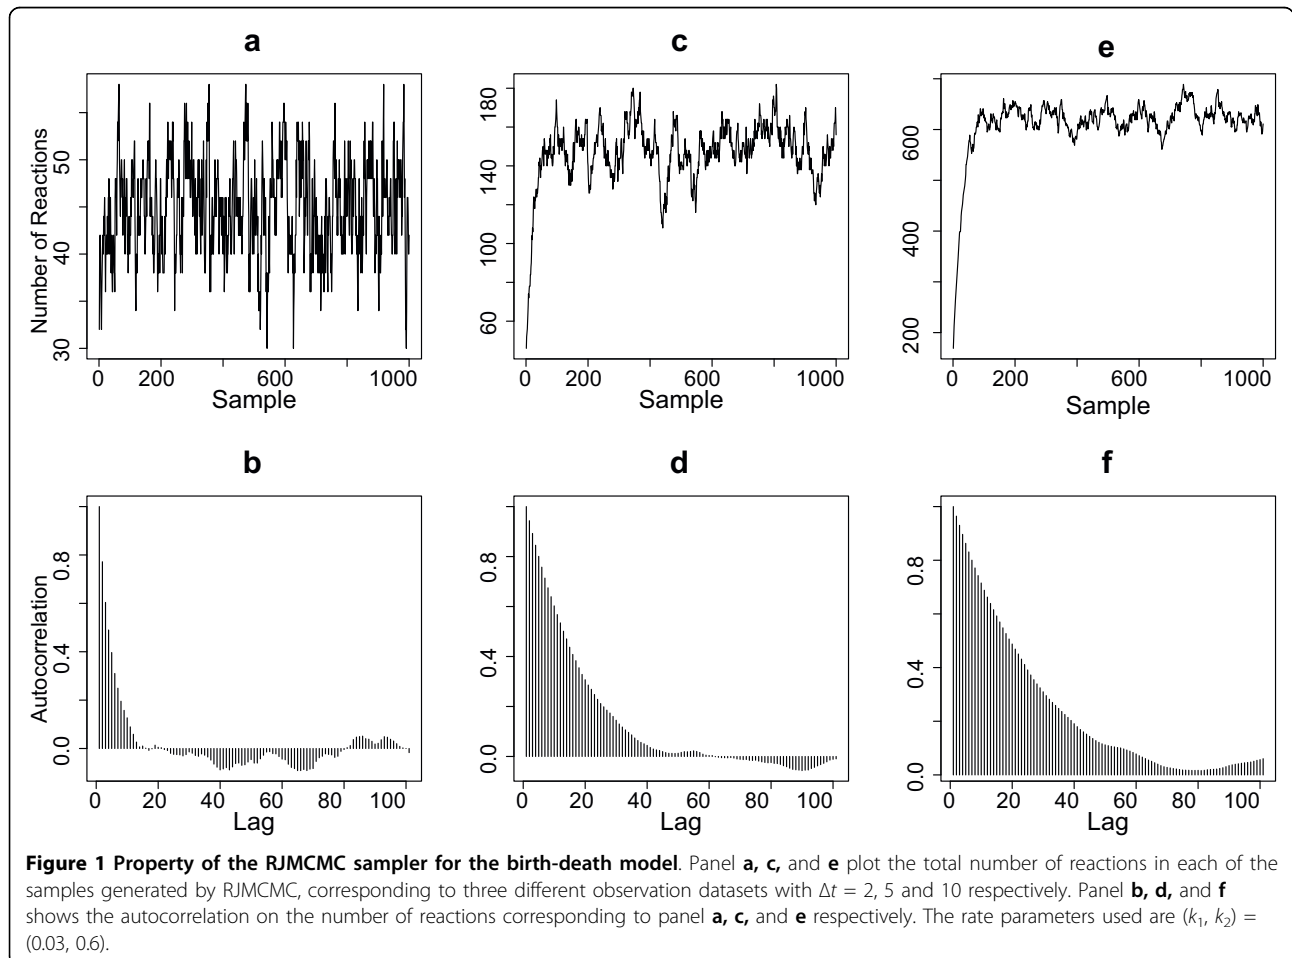 a
c
e
Number of Reactions
30
40
50
0
200
600
1000
Sample
60
100
140
180
0
200
600
1000
Sample
200
400
600
0
200
600
1000
Sample
b
d
f
Autocorrelation
0.0
0.4
0.8
0
20
40
60
80
100
Lag
0.0
0.4
0.8
0
20
40
60
80
100
Lag
0.0
0.4
0.8
0
20
40
60
80
100
Lag
Figure 1 Property of the RJMCMC sampler for the birth-death model. Panel a, c, and e plot the total number of reactions in each of the
samples generated by RJMCMC, corresponding to three different observation datasets with Δt = 2, 5 and 10 respectively. Panel b, d, and f
shows the autocorrelation on the number of reactions corresponding to panel a, c, and e respectively. The rate parameters used are (k₁, k₂) =
(0.03, 0.6).